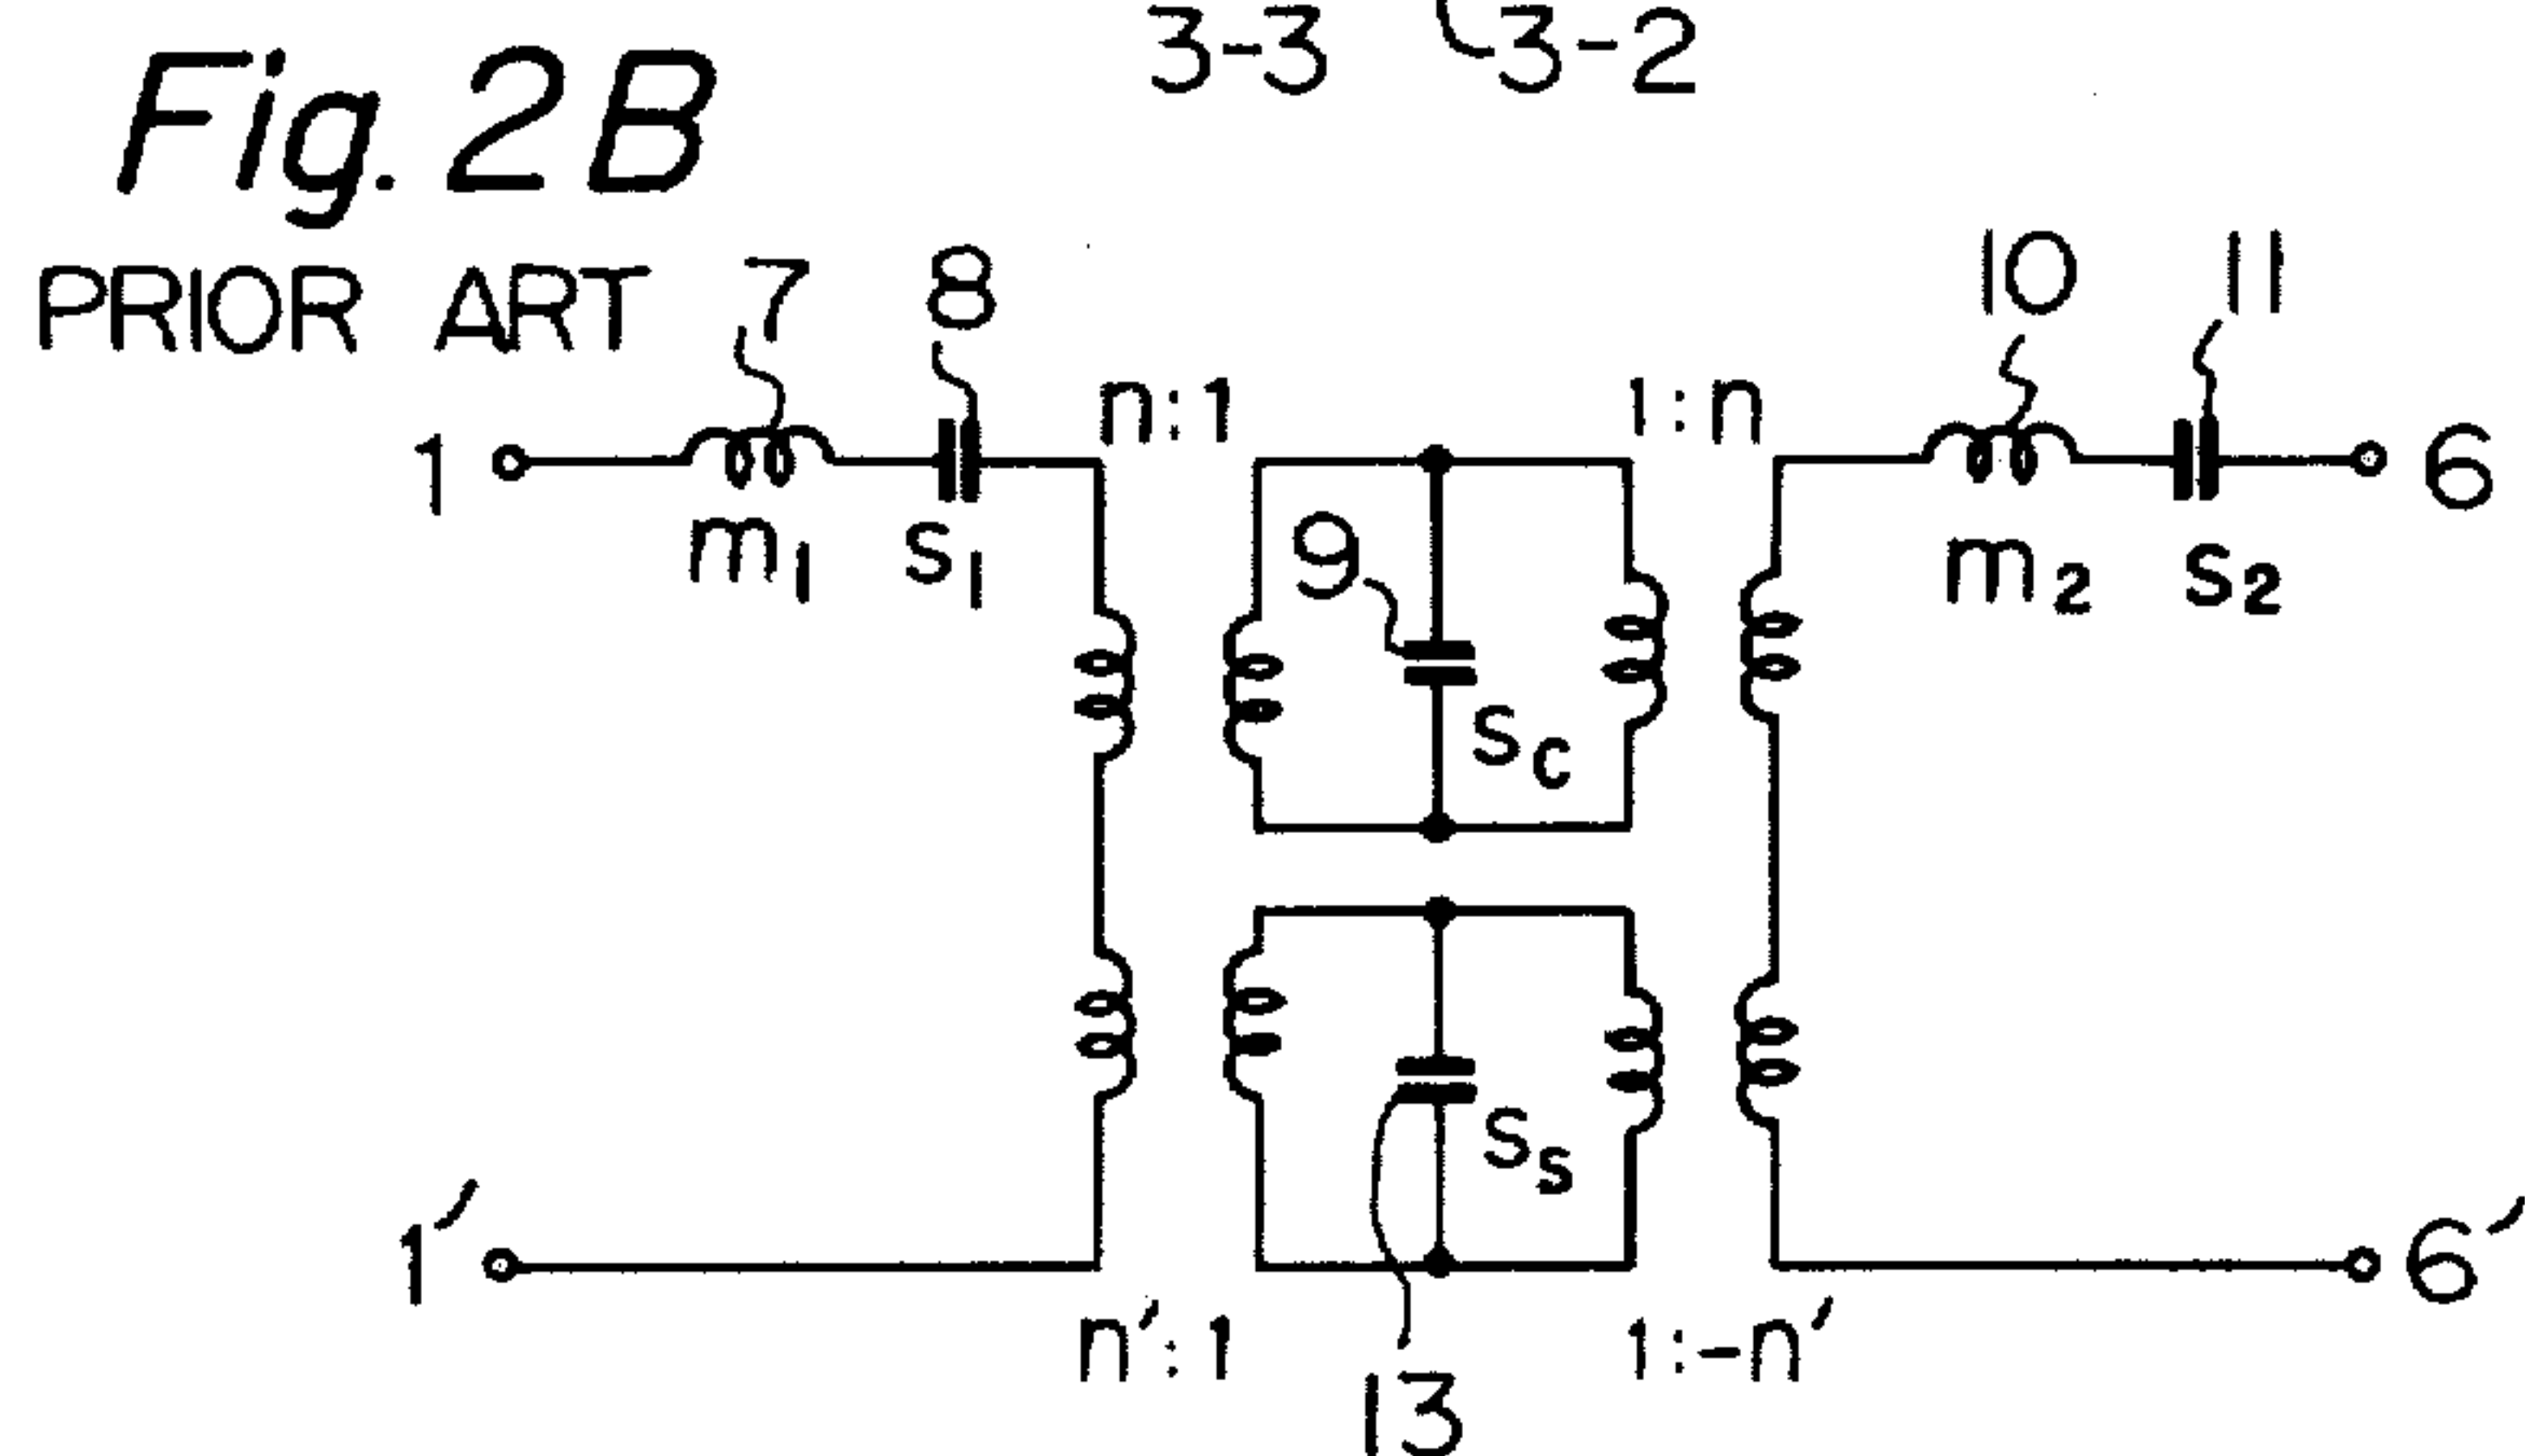 3-3 3-2
Fig. 2B
PRIOR ART
7 8 10 11
n:1 1:n
1 6
m1 s1 9 m2 s2
sc
ss
1′ 6′
n′:1 1:-n′
13